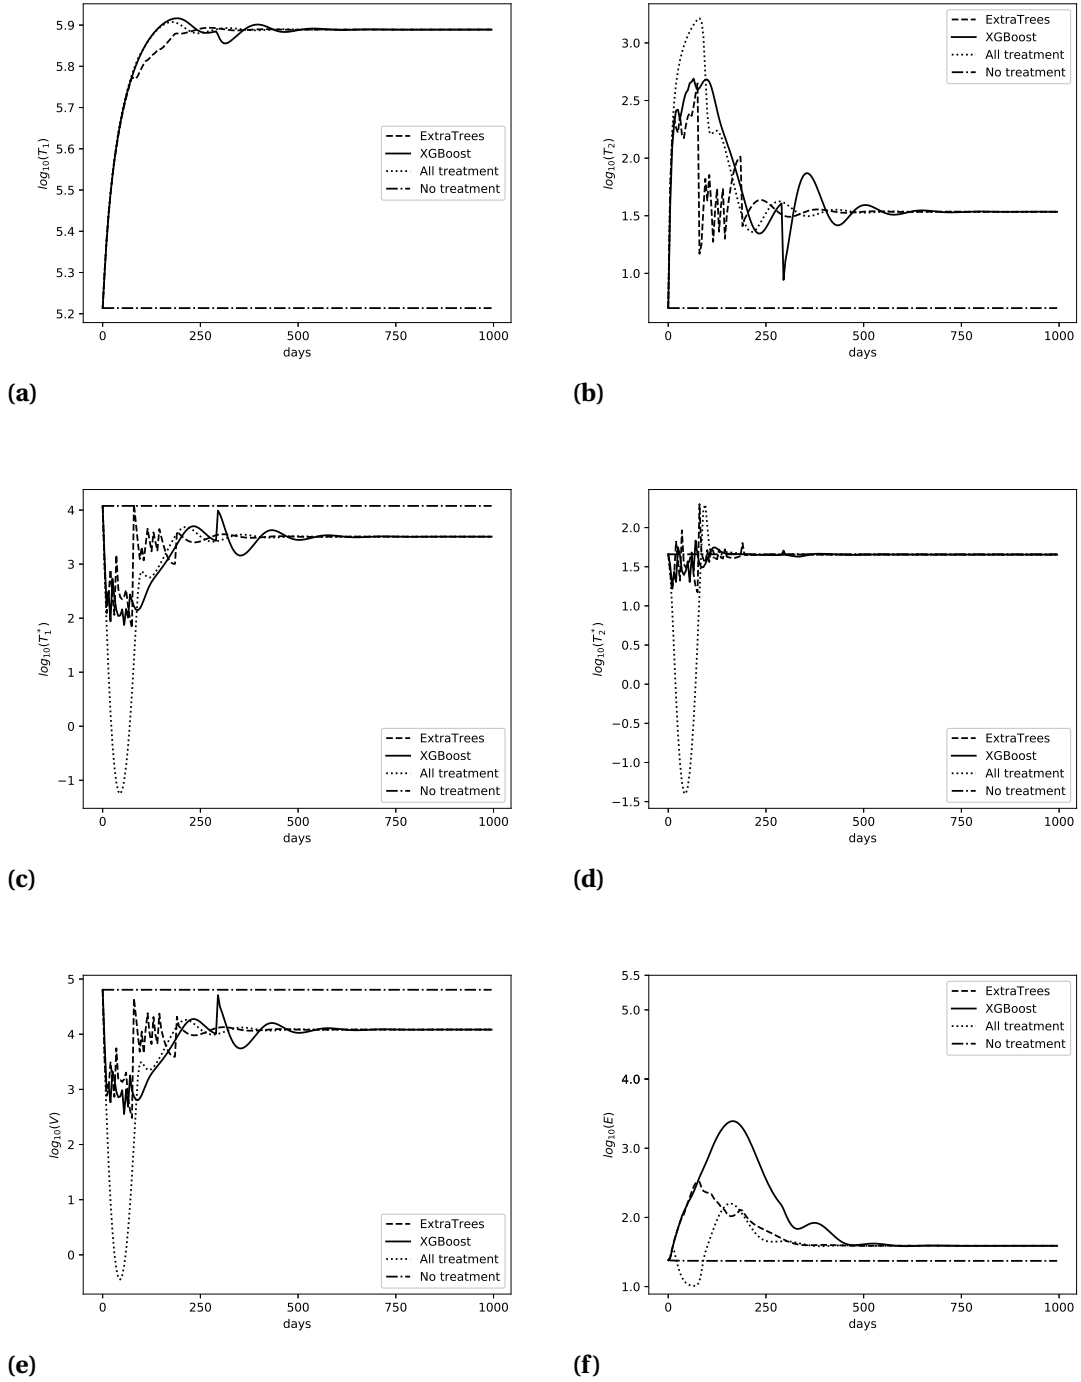 5.9
5.8
5.7
5.6
5.5
5.4
5.3
5.2
log10(T1)
0 250 500 750 1000
days
ExtraTrees
XGBoost
All treatment
No treatment
(a)
3.0
2.5
2.0
1.5
1.0
log10(T2)
0 250 500 750 1000
days
ExtraTrees
XGBoost
All treatment
No treatment
(b)
4
3
2
1
0
−1
log10(T1*)
0 250 500 750 1000
days
ExtraTrees
XGBoost
All treatment
No treatment
(c)
2.0
1.5
1.0
0.5
0.0
−0.5
−1.0
−1.5
log10(T2*)
0 250 500 750 1000
days
ExtraTrees
XGBoost
All treatment
No treatment
(d)
5
4
3
2
1
0
log10(V)
0 250 500 750 1000
days
ExtraTrees
XGBoost
All treatment
No treatment
(e)
5.5
5.0
4.0
3.0
2.0
1.0
log10(E)
0 250 500 750 1000
days
ExtraTrees
XGBoost
All treatment
No treatment
(f)